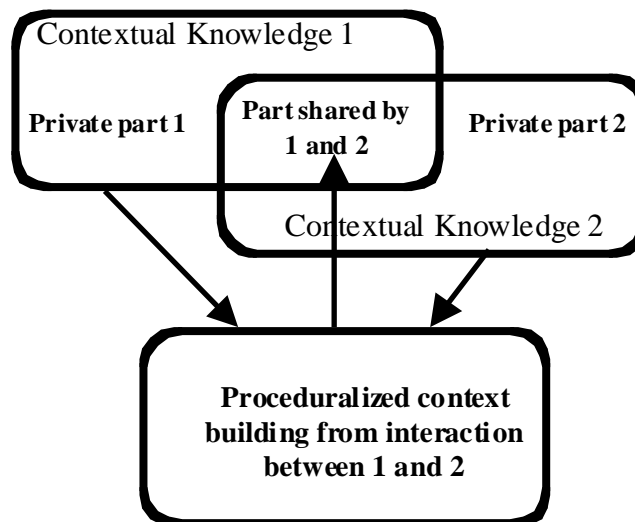 Contextual Knowledge 1
Private part 1
Part shared by
1 and 2
Private part 2
Contextual Knowledge 2
Proceduralized context
building from interaction
between 1 and 2